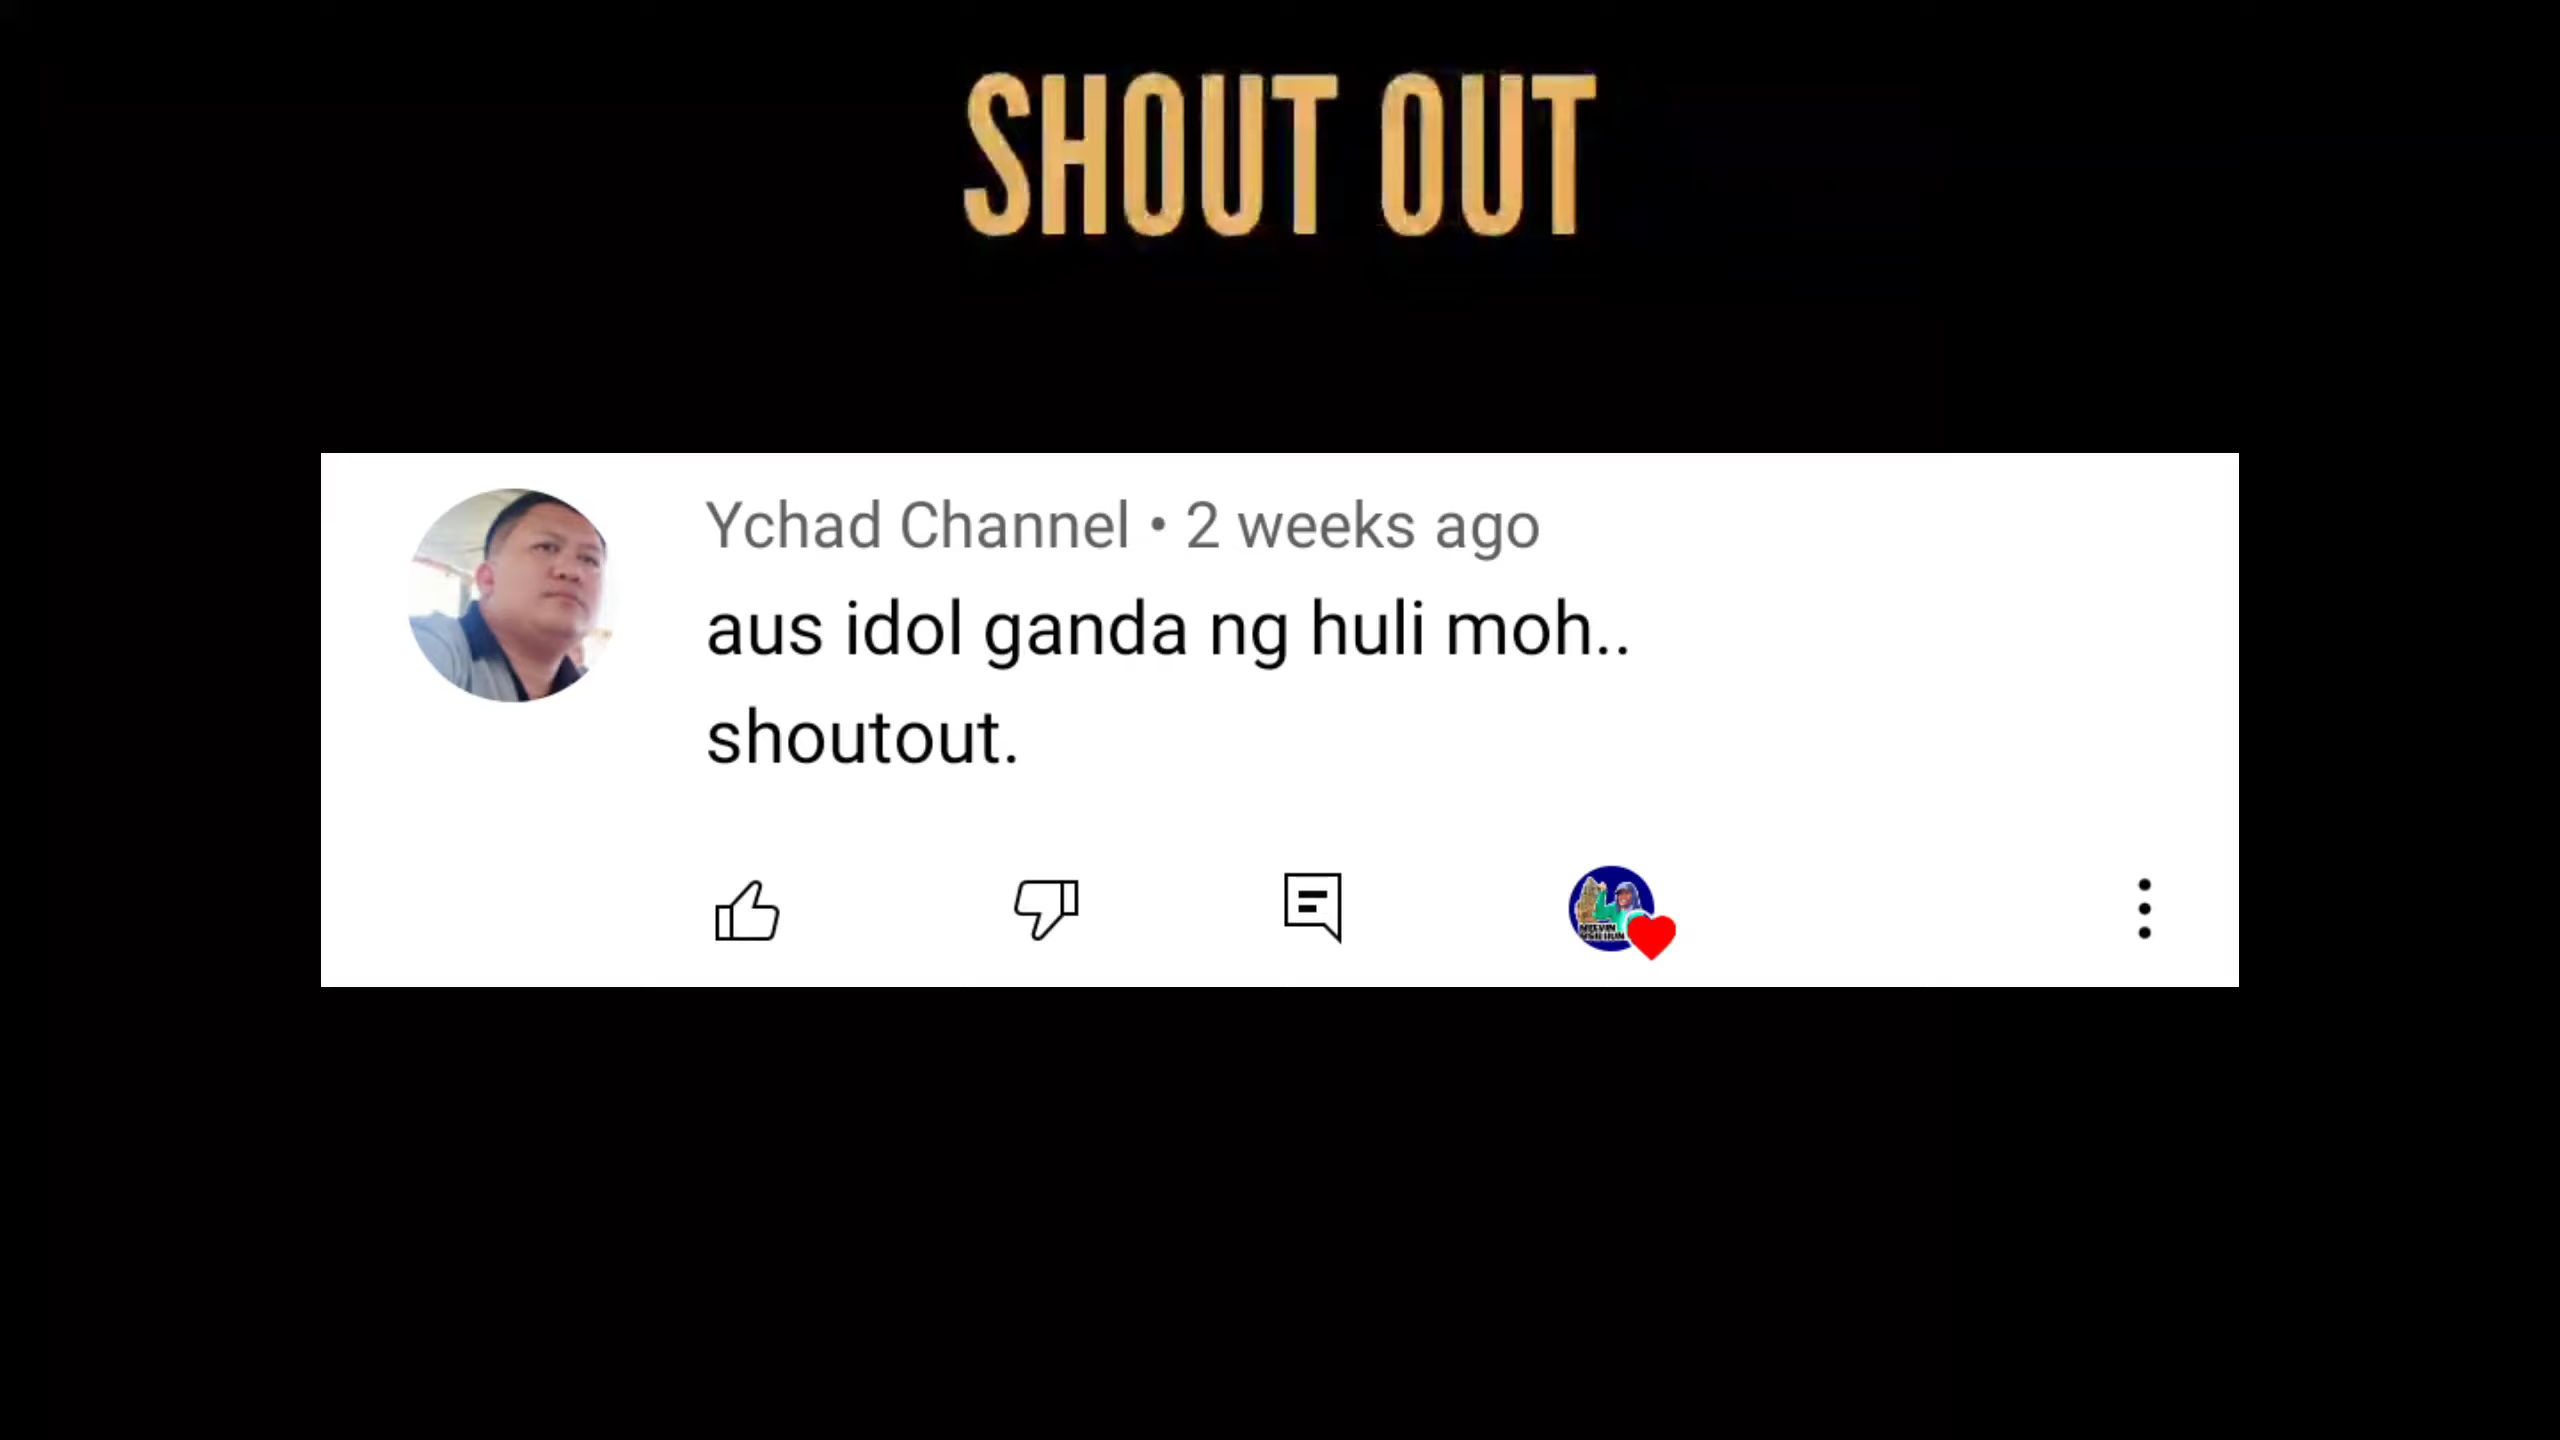 SHOUT OUT
Ychad Channel • 2 weeks ago
aus idol ganda ng huli moh..
shoutout.